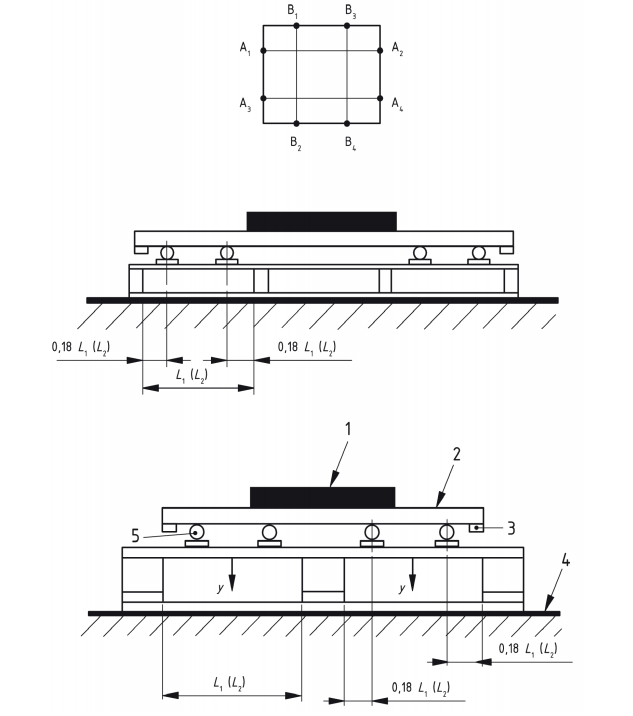 B1 B3
A1 A2
A3 A4
B2 B4
0,18 L1 (L2) 0,18 L1 (L2)
L1 (L2)
1
2
5 3
4
y y
0,18 L1 (L2)
L1 (L2) 0,18 L1 (L2)